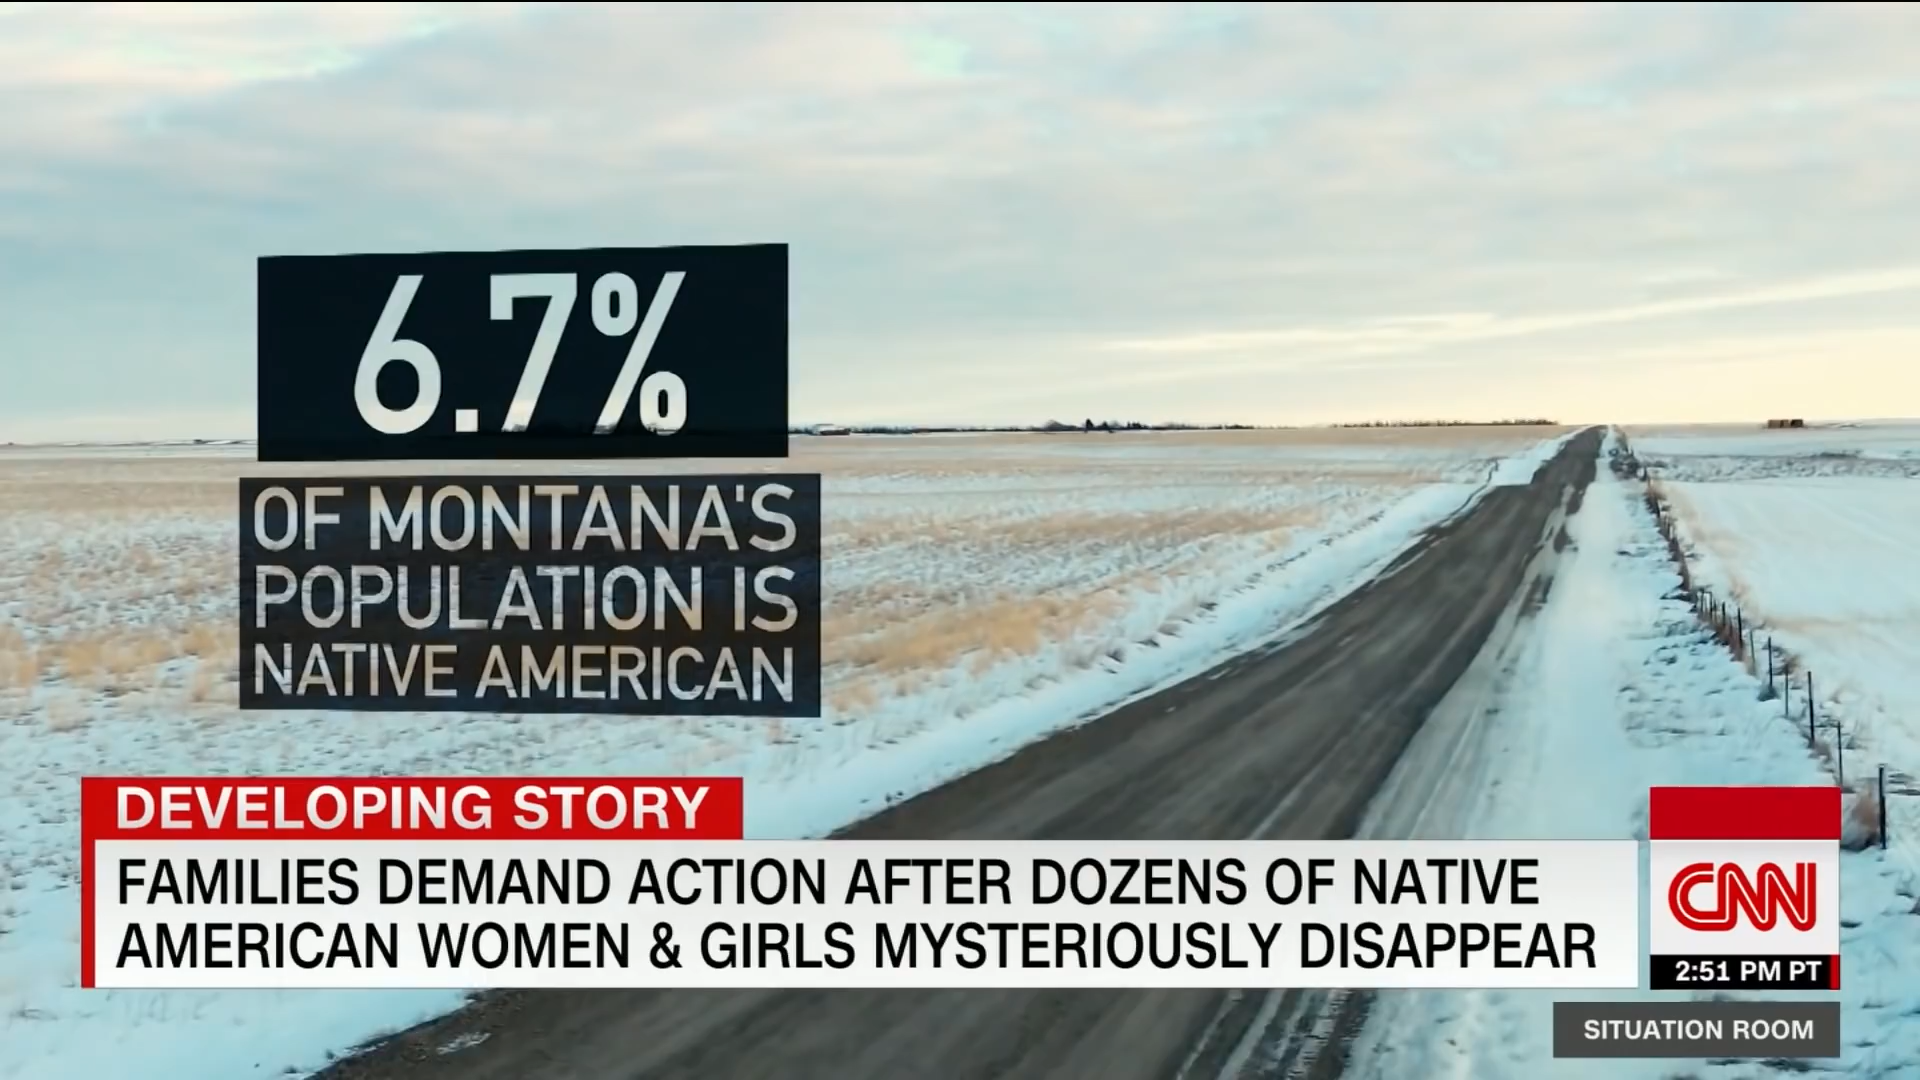 6.7%
OF MONTANA'S
POPULATION IS
NATIVE AMERICAN
DEVELOPING STORY
FAMILIES DEMAND ACTION AFTER DOZENS OF NATIVE
AMERICAN WOMEN & GIRLS MYSTERIOUSLY DISAPPEAR
CNN
2:51 PM PT
SITUATION ROOM